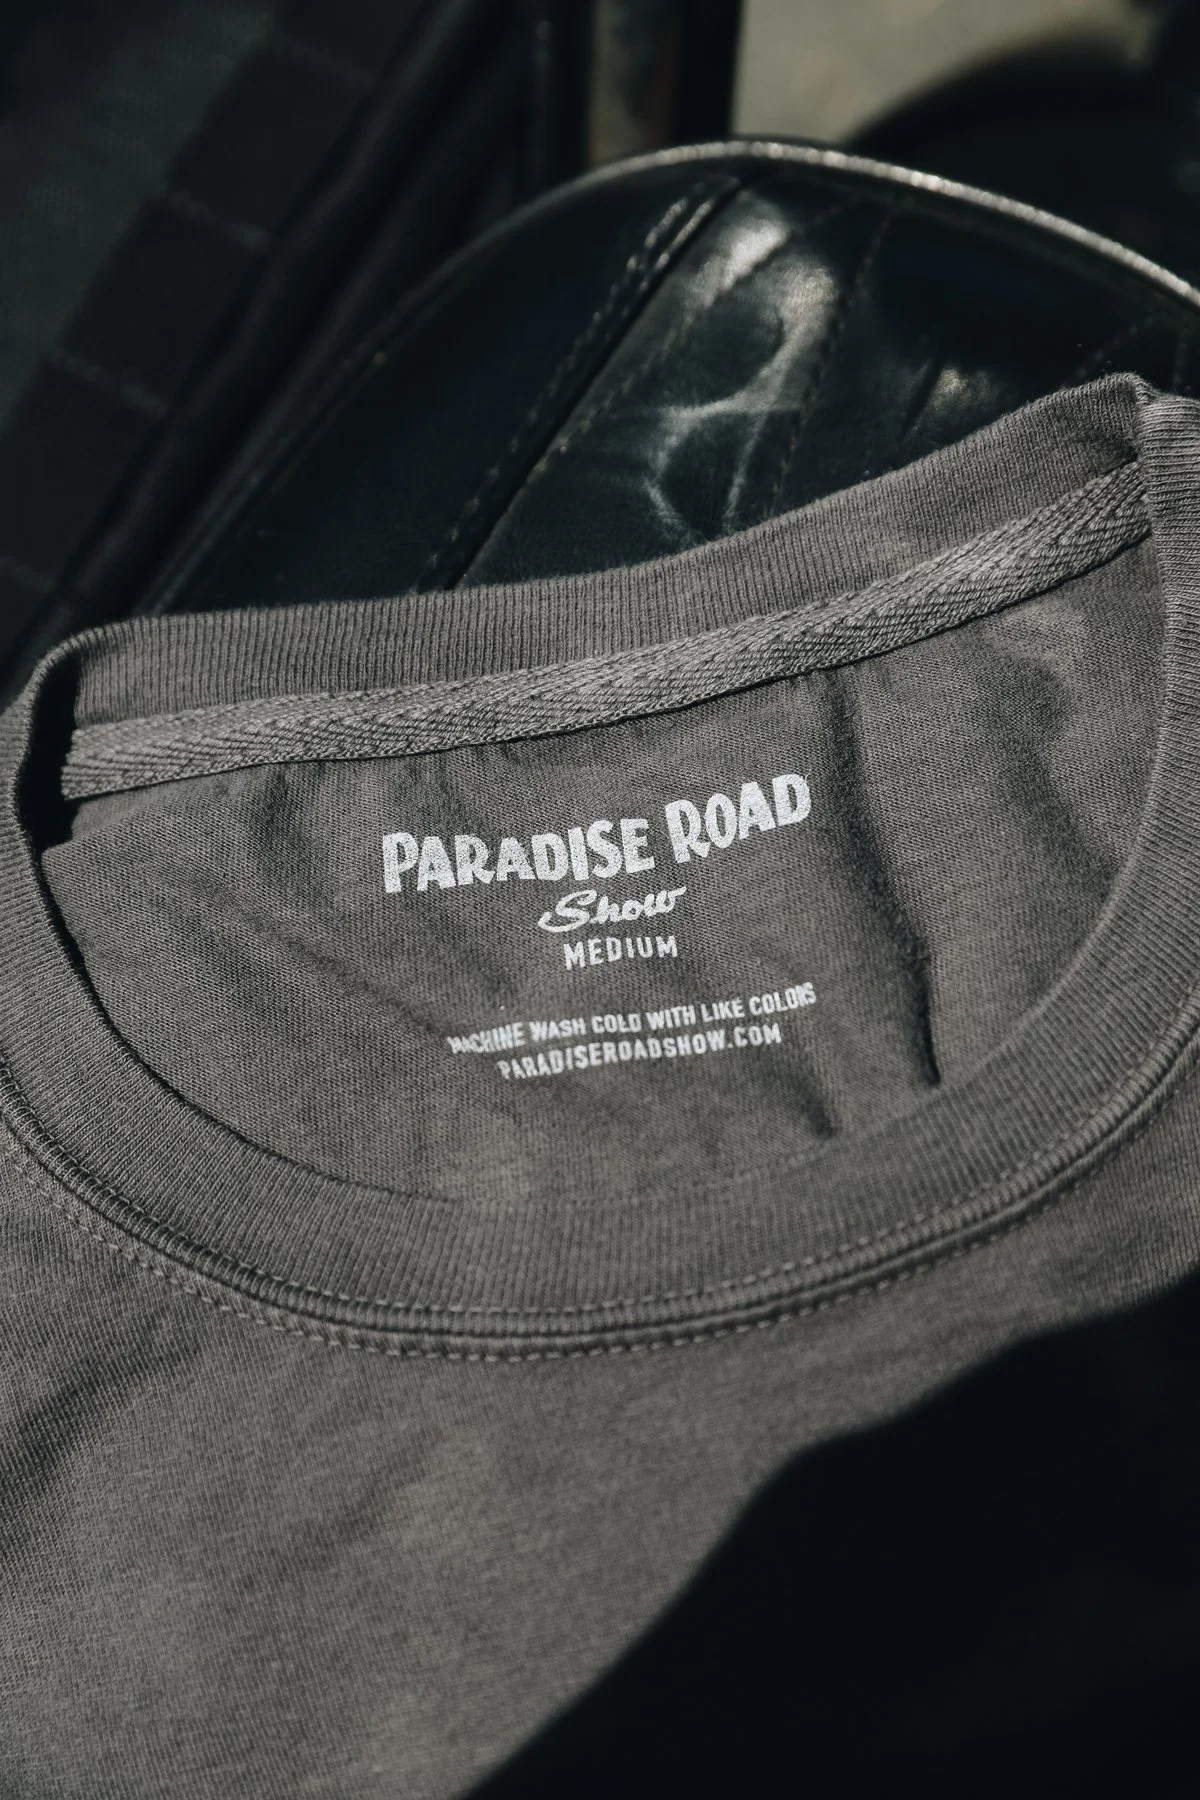 PARADISE ROAD
Show
MEDIUM
MACHINE WASH COLD WITH LIKE COLORS
PARADISEROADSHOW.COM